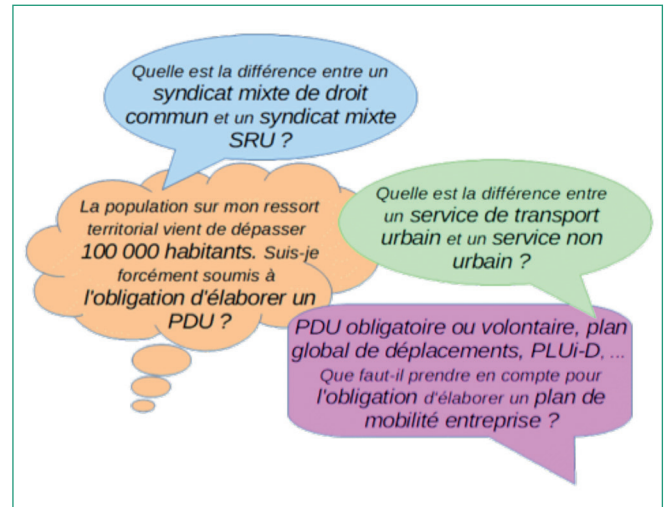 Quelle est la différence entre un
syndicat mixte de droit
commun et un syndicat mixte
SRU ?
La population sur mon ressort
territorial vient de dépasser
100 000 habitants. Suis-je
forcément soumis à
l'obligation d'élaborer un
PDU ?
Quelle est la différence entre
un service de transport
urbain et un service non
urbain ?
PDU obligatoire ou volontaire, plan
global de déplacements, PLUi-D, ...
Que faut-il prendre en compte pour
l'obligation d'élaborer un plan de
mobilité entreprise ?